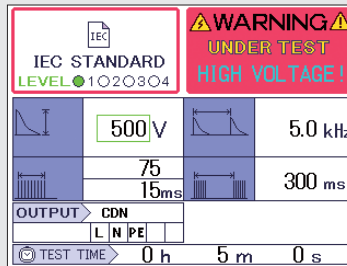 IEC
IEC STANDARD
LEVEL 1 2 3 4
WARNING
UNDER TEST
HIGH VOLTAGE!
500 V
5.0 kHz
75
15ms
300 ms
OUTPUT CDN
L N PE
TEST TIME 0 h 5 m 0 s